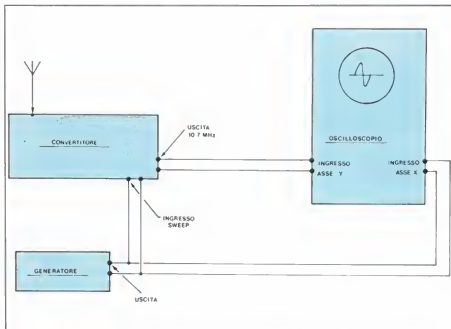 USCITA
10 7 MHz
CONVERTITORE
OSCILLOSCOPIO
INGRESSO
ASSE Y
INGRESSO
ASSE X
INGRESSO
SWEEP
GENERATORE
USCITA